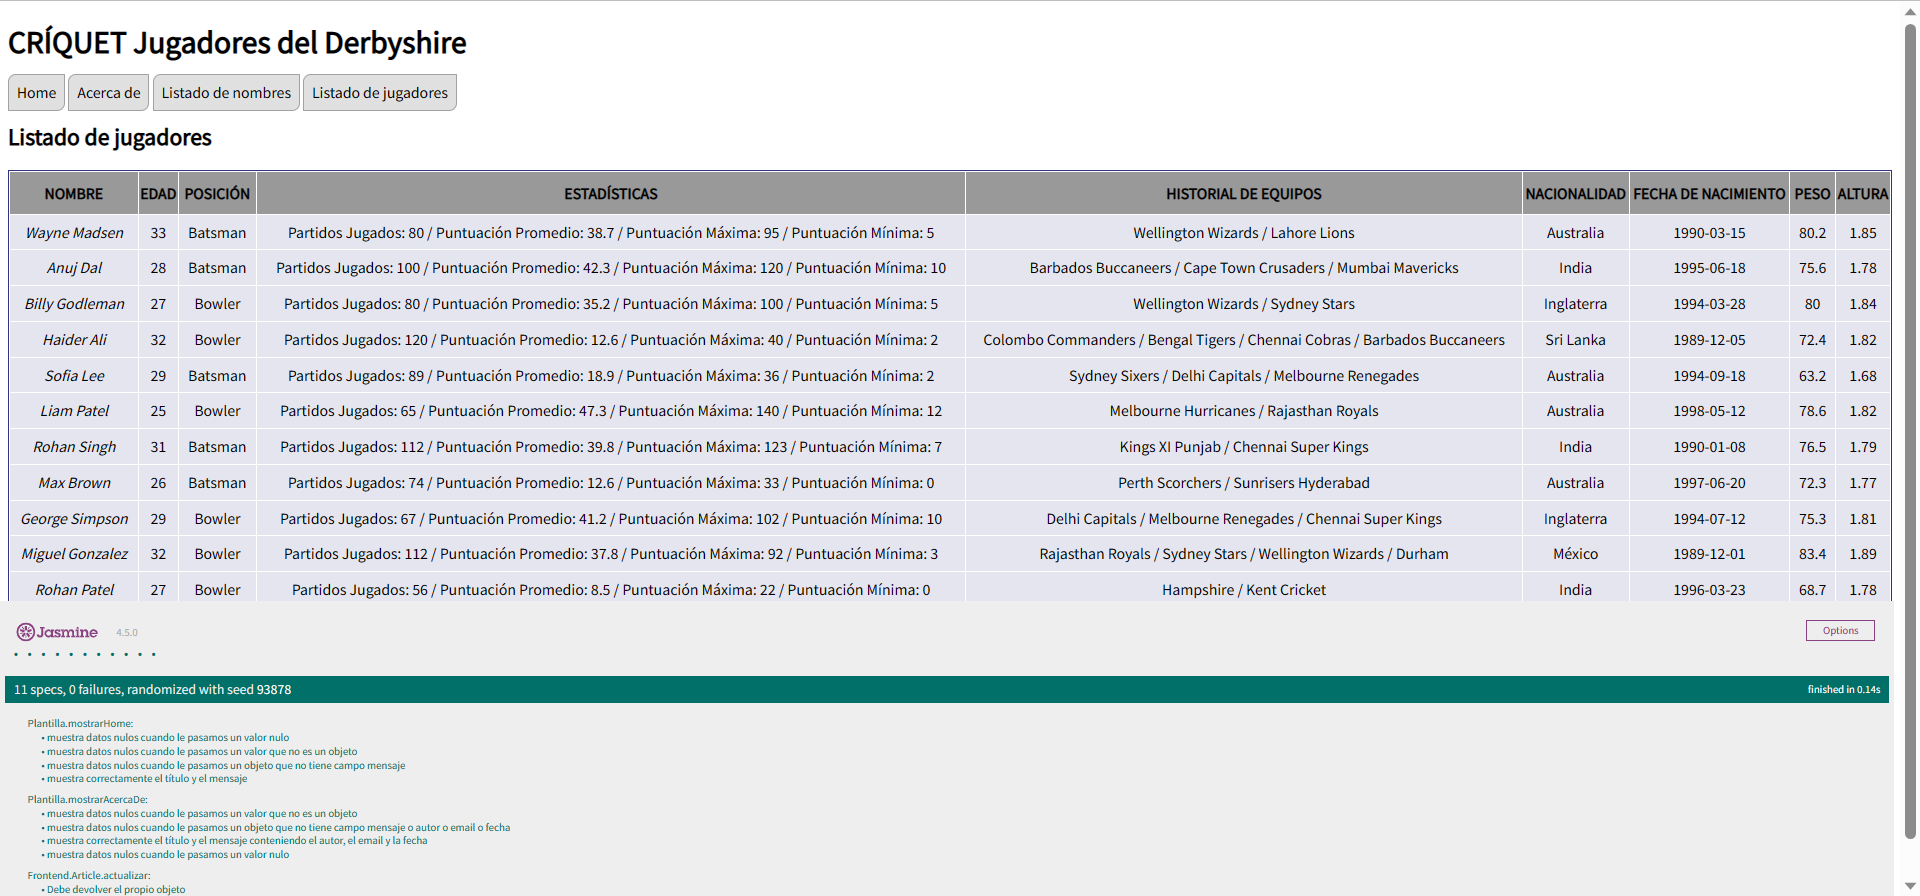 CRÍQUET Jugadores del Derbyshire
Home Acerca de Listado de nombres Listado de jugadores
Listado de jugadores
NOMBRE EDAD POSICIÓN ESTADÍSTICAS HISTORIAL DE EQUIPOS NACIONALIDAD FECHA DE NACIMIENTO PESO ALTURA
Wayne Madsen 33 Batsman Partidos Jugados: 80 / Puntuación Promedio: 38.7 / Puntuación Máxima: 95 / Puntuación Mínima: 5 Wellington Wizards / Lahore Lions Australia 1990-03-15 80.2 1.85
Anuj Dal 28 Batsman Partidos Jugados: 100 / Puntuación Promedio: 42.3 / Puntuación Máxima: 120 / Puntuación Mínima: 10 Barbados Buccaneers / Cape Town Crusaders / Mumbai Mavericks India 1995-06-18 75.6 1.78
Billy Godleman 27 Bowler Partidos Jugados: 80 / Puntuación Promedio: 35.2 / Puntuación Máxima: 100 / Puntuación Mínima: 5 Wellington Wizards / Sydney Stars Inglaterra 1994-03-28 80 1.84
Haider Ali 32 Bowler Partidos Jugados: 120 / Puntuación Promedio: 12.6 / Puntuación Máxima: 40 / Puntuación Mínima: 2 Colombo Commanders / Bengal Tigers / Chennai Cobras / Barbados Buccaneers Sri Lanka 1989-12-05 72.4 1.82
Sofia Lee 29 Batsman Partidos Jugados: 89 / Puntuación Promedio: 18.9 / Puntuación Máxima: 36 / Puntuación Mínima: 2 Sydney Sixers / Delhi Capitals / Melbourne Renegades Australia 1994-09-18 63.2 1.68
Liam Patel 25 Bowler Partidos Jugados: 65 / Puntuación Promedio: 47.3 / Puntuación Máxima: 140 / Puntuación Mínima: 12 Melbourne Hurricanes / Rajasthan Royals Australia 1998-05-12 78.6 1.82
Rohan Singh 31 Batsman Partidos Jugados: 112 / Puntuación Promedio: 39.8 / Puntuación Máxima: 123 / Puntuación Mínima: 7 Kings XI Punjab / Chennai Super Kings India 1990-01-08 76.5 1.79
Max Brown 26 Batsman Partidos Jugados: 74 / Puntuación Promedio: 12.6 / Puntuación Máxima: 33 / Puntuación Mínima: 0 Perth Scorchers / Sunrisers Hyderabad Australia 1997-06-20 72.3 1.77
George Simpson 29 Bowler Partidos Jugados: 67 / Puntuación Promedio: 41.2 / Puntuación Máxima: 102 / Puntuación Mínima: 10 Delhi Capitals / Melbourne Renegades / Chennai Super Kings Inglaterra 1994-07-12 75.3 1.81
Miguel Gonzalez 32 Bowler Partidos Jugados: 112 / Puntuación Promedio: 37.8 / Puntuación Máxima: 92 / Puntuación Mínima: 3 Rajasthan Royals / Sydney Stars / Wellington Wizards / Durham México 1989-12-01 83.4 1.89
Rohan Patel 27 Bowler Partidos Jugados: 56 / Puntuación Promedio: 8.5 / Puntuación Máxima: 22 / Puntuación Mínima: 0 Hampshire / Kent Cricket India 1996-03-23 68.7 1.78
Jasmine 4.5.0 Options
• • • • • • • • • • •
11 specs, 0 failures, randomized with seed 93878 finished in 0.14s
Plantilla.mostrarHome:
• muestra datos nulos cuando le pasamos un valor nulo
• muestra datos nulos cuando le pasamos un valor que no es un objeto
• muestra datos nulos cuando le pasamos un objeto que no tiene campo mensaje
• muestra correctamente el título y el mensaje
Plantilla.mostrarAcercaDe:
• muestra datos nulos cuando le pasamos un valor que no es un objeto
• muestra datos nulos cuando le pasamos un objeto que no tiene campo mensaje o autor o email o fecha
• muestra correctamente el título y el mensaje conteniendo el autor, el email y la fecha
• muestra datos nulos cuando le pasamos un valor nulo
Frontend.Article.actualizar:
• Debe devolver el propio objeto